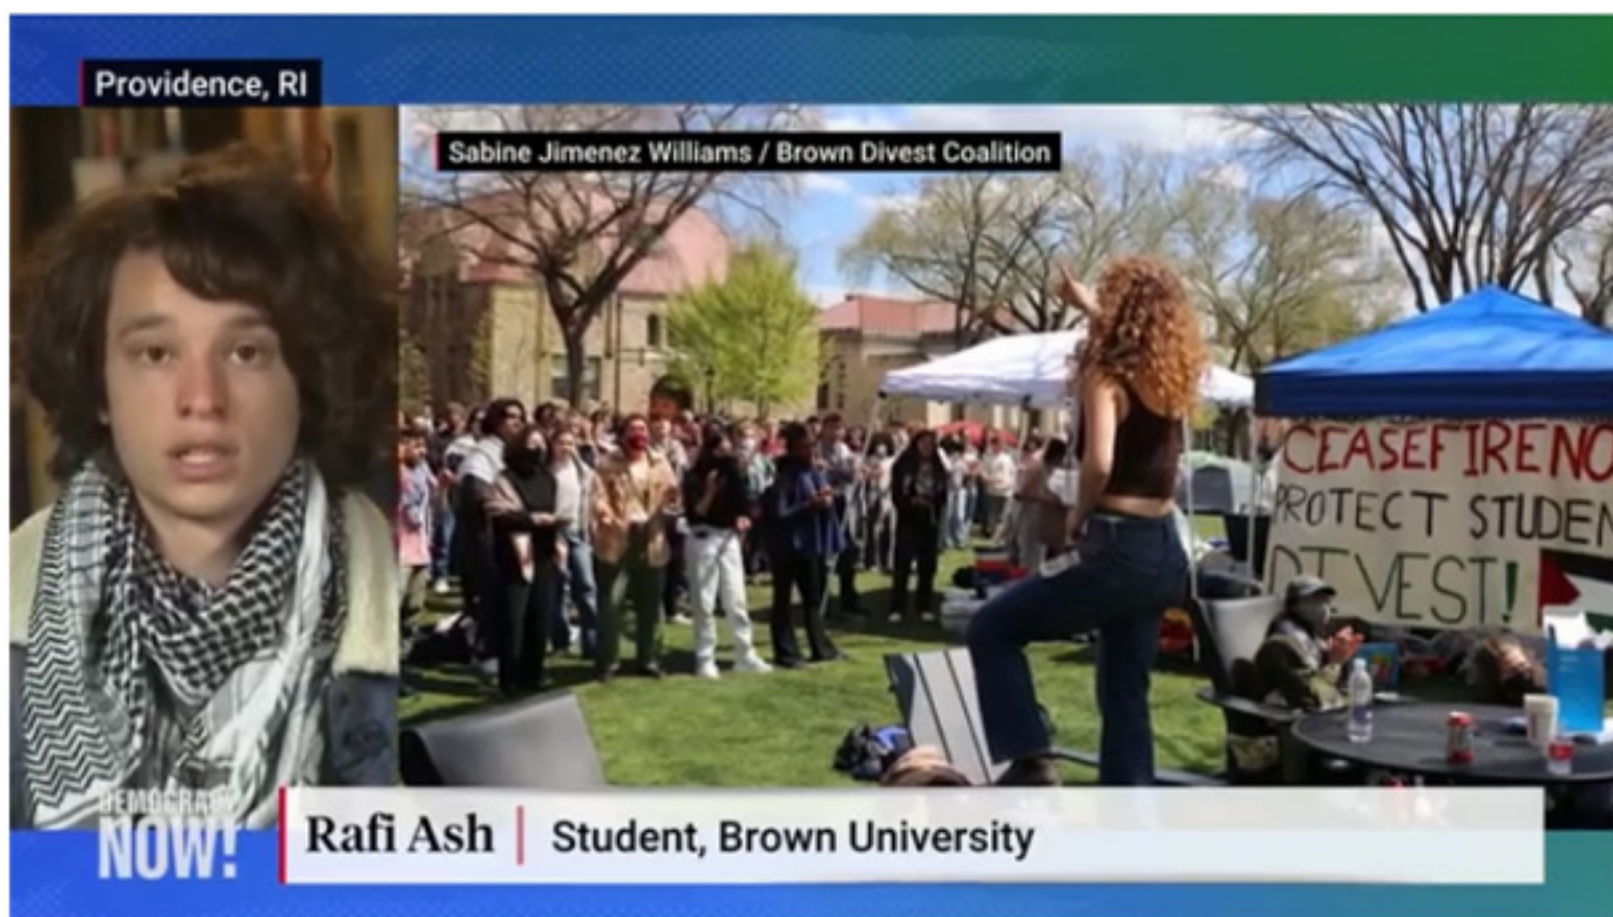 Providence, RI
Sabine Jimenez Williams / Brown Divest Coalition
CEASEFIRE NO
PROTECT STUDEN
DIVEST!
DEMOCRACY
NOW!
Rafi Ash | Student, Brown University